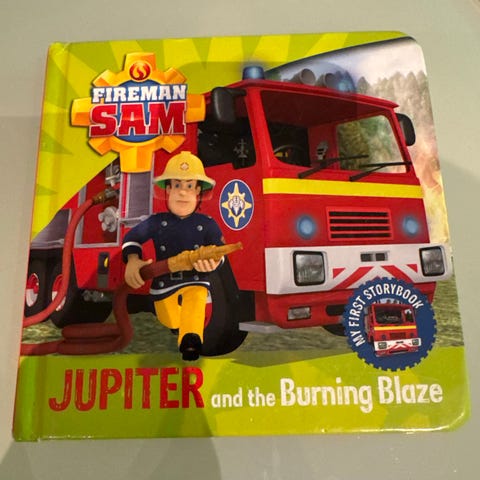 FIREMAN
SAM
MY FIRST STORYBOOK
JUPITER and the Burning Blaze